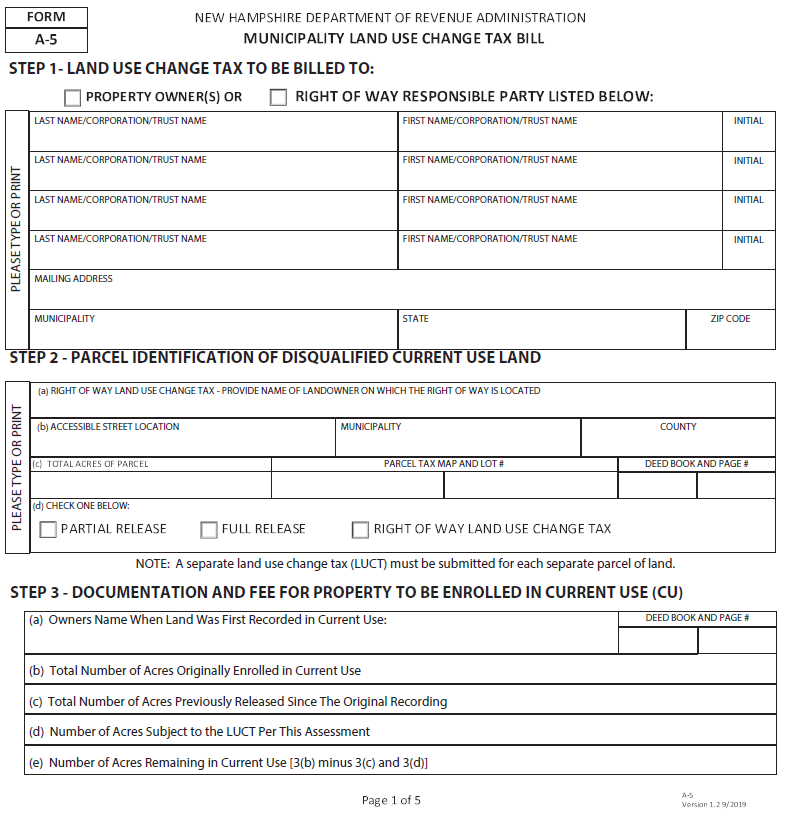 FORM
A-5
NEW HAMPSHIRE DEPARTMENT OF REVENUE ADMINISTRATION
MUNICIPALITY LAND USE CHANGE TAX BILL
STEP 1- LAND USE CHANGE TAX TO BE BILLED TO:
PROPERTY OWNER(S) OR RIGHT OF WAY RESPONSIBLE PARTY LISTED BELOW:
PLEASE TYPE OR PRINT
LAST NAME/CORPORATION/TRUST NAME FIRST NAME/CORPORATION/TRUST NAME INITIAL
LAST NAME/CORPORATION/TRUST NAME FIRST NAME/CORPORATION/TRUST NAME INITIAL
LAST NAME/CORPORATION/TRUST NAME FIRST NAME/CORPORATION/TRUST NAME INITIAL
LAST NAME/CORPORATION/TRUST NAME FIRST NAME/CORPORATION/TRUST NAME INITIAL
MAILING ADDRESS
MUNICIPALITY STATE ZIP CODE
STEP 2 - PARCEL IDENTIFICATION OF DISQUALIFIED CURRENT USE LAND
PLEASE TYPE OR PRINT
(a) RIGHT OF WAY LAND USE CHANGE TAX - PROVIDE NAME OF LANDOWNER ON WHICH THE RIGHT OF WAY IS LOCATED
(b) ACCESSIBLE STREET LOCATION MUNICIPALITY COUNTY
(c) TOTAL ACRES OF PARCEL PARCEL TAX MAP AND LOT # DEED BOOK AND PAGE #
(d) CHECK ONE BELOW:
PARTIAL RELEASE FULL RELEASE RIGHT OF WAY LAND USE CHANGE TAX
NOTE: A separate land use change tax (LUCT) must be submitted for each separate parcel of land.
STEP 3 - DOCUMENTATION AND FEE FOR PROPERTY TO BE ENROLLED IN CURRENT USE (CU)
(a) Owners Name When Land Was First Recorded in Current Use: DEED BOOK AND PAGE #
(b) Total Number of Acres Originally Enrolled in Current Use
(c) Total Number of Acres Previously Released Since The Original Recording
(d) Number of Acres Subject to the LUCT Per This Assessment
(e) Number of Acres Remaining in Current Use [3(b) minus 3(c) and 3(d)]
Page 1 of 5
A-5
Version 1.2 9/2019